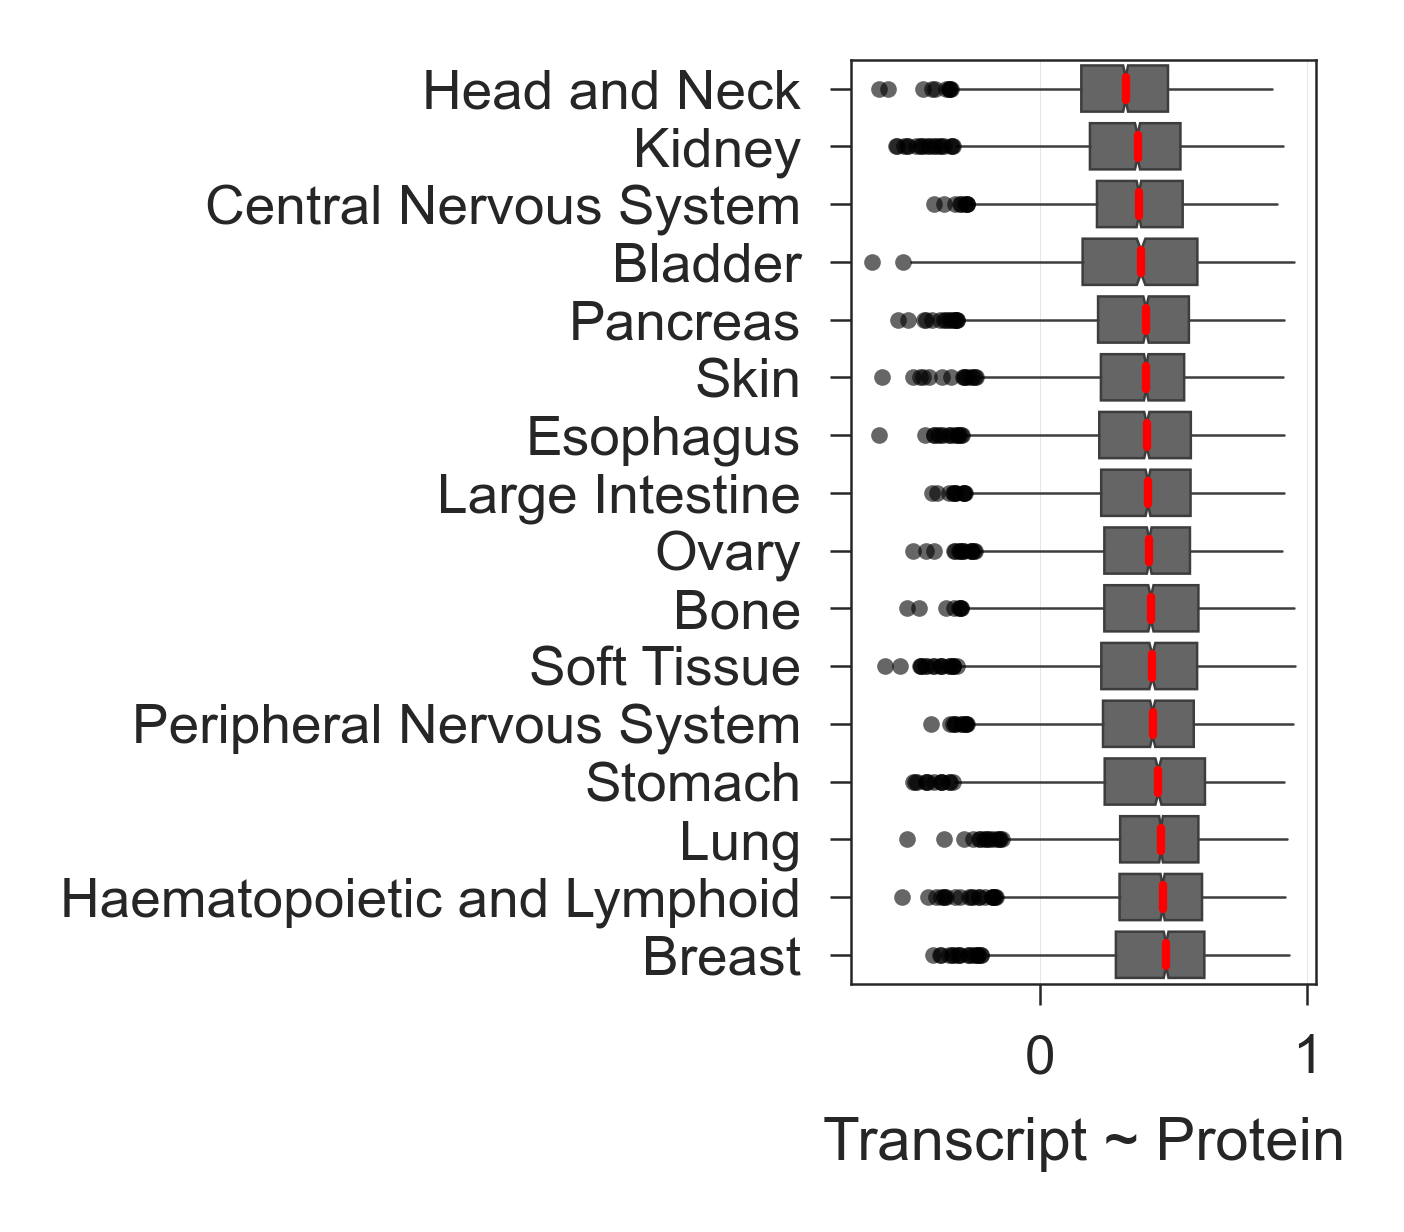 Head and Neck
Kidney
Central Nervous System
Bladder
Pancreas
Skin
Esophagus
Large Intestine
Ovary
Bone
Soft Tissue
Peripheral Nervous System
Stomach
Lung
Haematopoietic and Lymphoid
Breast
0 1
Transcript ~ Protein